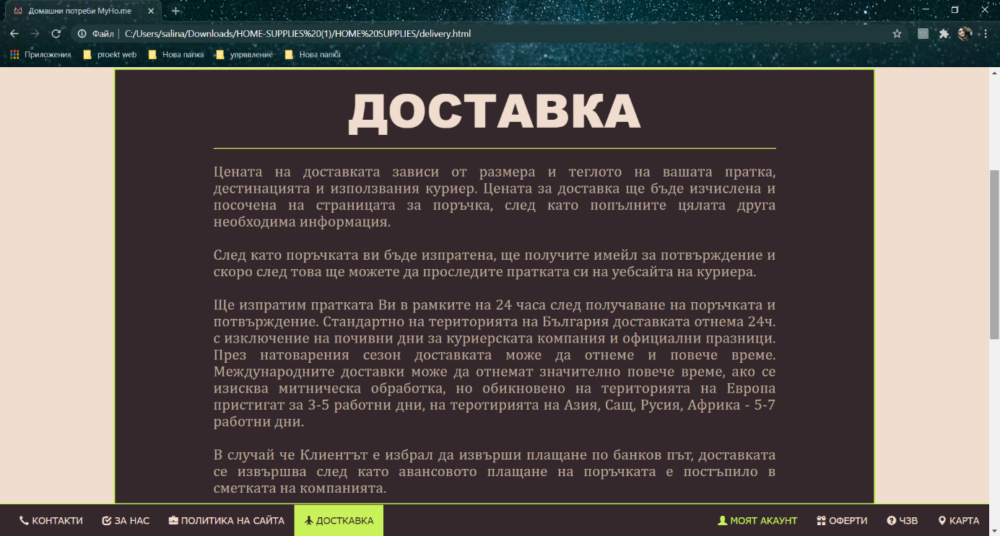 Домашни потреби MyHo.me
Файл | C:/Users/salina/Downloads/HOME-SUPPLIES%20(1)/HOME%20SUPPLIES/delivery.html
Приложения proekt web Нова папка управление Нова папка
ДОСТАВКА
Цената на доставката зависи от размера и теглото на вашата пратка,
дестинацията и използвания куриер. Цената за доставка ще бъде изчислена и
посочена на страницата за поръчка, след като попълните цялата друга
необходима информация.
След като поръчката ви бъде изпратена, ще получите имейл за потвърждение и
скоро след това ще можете да проследите пратката си на уебсайта на куриера.
Ще изпратим пратката Ви в рамките на 24 часа след получаване на поръчката и
потвърждение. Стандартно на територията на България доставката отнема 24ч.
с изключение на почивни дни за куриерската компания и официални празници.
През натоварения сезон доставката може да отнеме и повече време.
Международните доставки може да отнемат значително повече време, ако се
изисква митническа обработка, но обикновено на територията на Европа
пристигат за 3-5 работни дни, на теротирията на Азия, Сащ, Русия, Африка - 5-7
работни дни.
В случай че Клиентът е избрал да извърши плащане по банков път, доставката
се извършва след като авансовото плащане на поръчката е постъпило в
сметката на компанията.
КОНТАКТИ ЗА НАС ПОЛИТИКА НА САЙТА ДОСТКАВКА МОЯТ АКАУНТ ОФЕРТИ ЧЗВ КАРТА